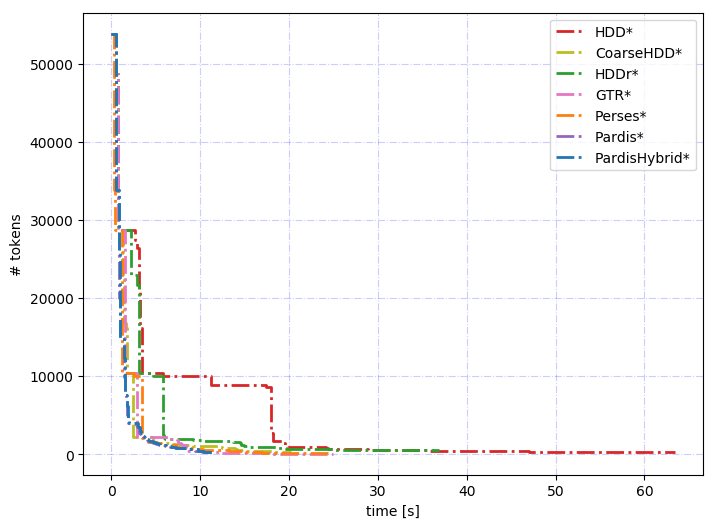 HDD*
CoarseHDD*
HDDr*
GTR*
Perses*
Pardis*
PardisHybrid*
50000
40000
30000
20000
10000
0
# tokens
0 10 20 30 40 50 60
time [s]